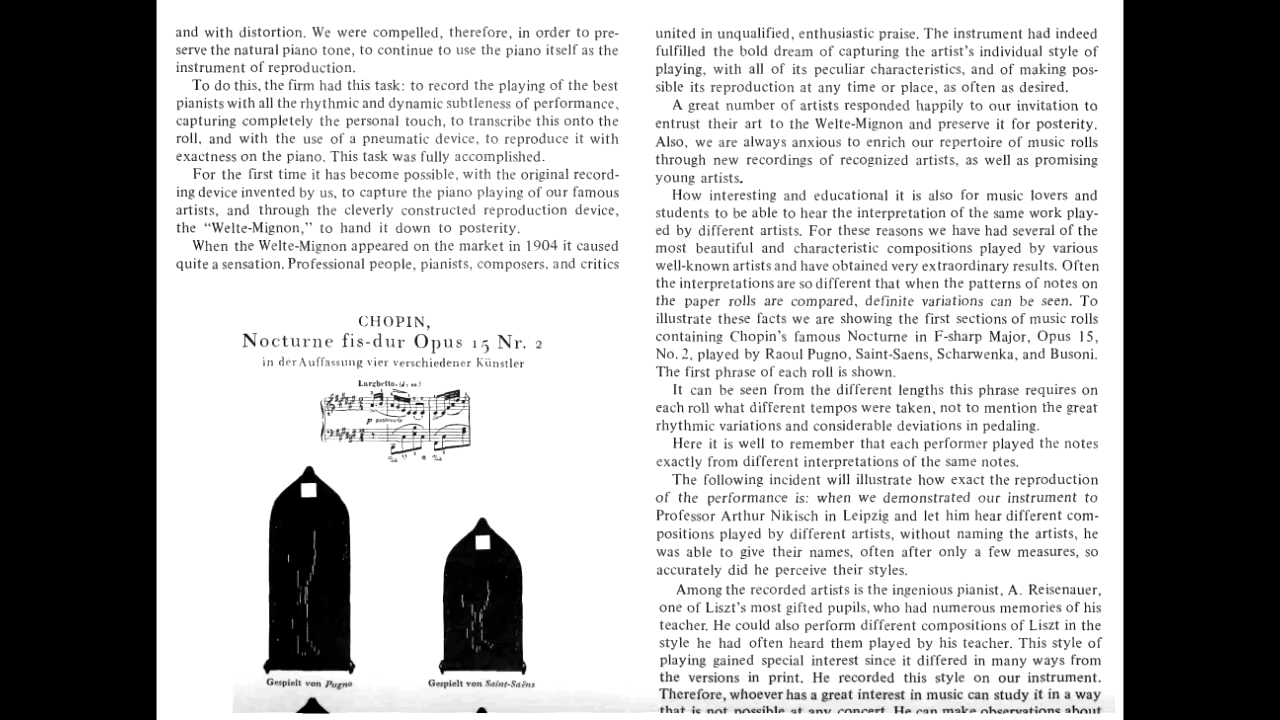 and with distortion. We were compelled, therefore, in order to pre-
serve the natural piano tone, to continue to use the piano itself as the
instrument of reproduction.
To do this, the firm had this task: to record the playing of the best
pianists with all the rhythmic and dynamic subtleness of performance,
capturing completely the personal touch, to transcribe this onto the
roll, and with the use of a pneumatic device, to reproduce it with
exactness on the piano. This task was fully accomplished.
For the first time it has become possible, with the original record-
ing device invented by us, to capture the piano playing of our famous
artists, and through the cleverly constructed reproduction device,
the “Welte-Mignon,” to hand it down to posterity.
When the Welte-Mignon appeared on the market in 1904 it caused
quite a sensation. Professional people, pianists, composers, and critics
CHOPIN,
Nocturne fis-dur Opus 15 Nr. 2
in der Auffassung vier verschiedener Künstler
Larghetto.
p
Gespielt von Pugno
Gespielt von Saint-Saëns
united in unqualified, enthusiastic praise. The instrument had indeed
fulfilled the bold dream of capturing the artist's individual style of
playing, with all of its peculiar characteristics, and of making pos-
sible its reproduction at any time or place, as often as desired.
A great number of artists responded happily to our invitation to
entrust their art to the Welte-Mignon and preserve it for posterity.
Also, we are always anxious to enrich our repertoire of music rolls
through new recordings of recognized artists, as well as promising
young artists.
How interesting and educational it is also for music lovers and
students to be able to hear the interpretation of the same work play-
ed by different artists. For these reasons we have had several of the
most beautiful and characteristic compositions played by various
well-known artists and have obtained very extraordinary results. Often
the interpretations are so different that when the patterns of notes on
the paper rolls are compared, definite variations can be seen. To
illustrate these facts we are showing the first sections of music rolls
containing Chopin's famous Nocturne in F-sharp Major, Opus 15,
No. 2, played by Raoul Pugno, Saint-Saens, Scharwenka, and Busoni.
The first phrase of each roll is shown.
It can be seen from the different lengths this phrase requires on
each roll what different tempos were taken, not to mention the great
rhythmic variations and considerable deviations in pedaling.
Here it is well to remember that each performer played the notes
exactly from different interpretations of the same notes.
The following incident will illustrate how exact the reproduction
of the performance is: when we demonstrated our instrument to
Professor Arthur Nikisch in Leipzig and let him hear different com-
positions played by different artists, without naming the artists, he
was able to give their names, often after only a few measures, so
accurately did he perceive their styles.
Among the recorded artists is the ingenious pianist, A. Reisenauer,
one of Liszt's most gifted pupils, who had numerous memories of his
teacher. He could also perform different compositions of Liszt in the
style he had often heard them played by his teacher. This style of
playing gained special interest since it differed in many ways from
the versions in print. He recorded this style on our instrument.
Therefore, whoever has a great interest in music can study it in a way
that is not possible at any concert. He can make observations about